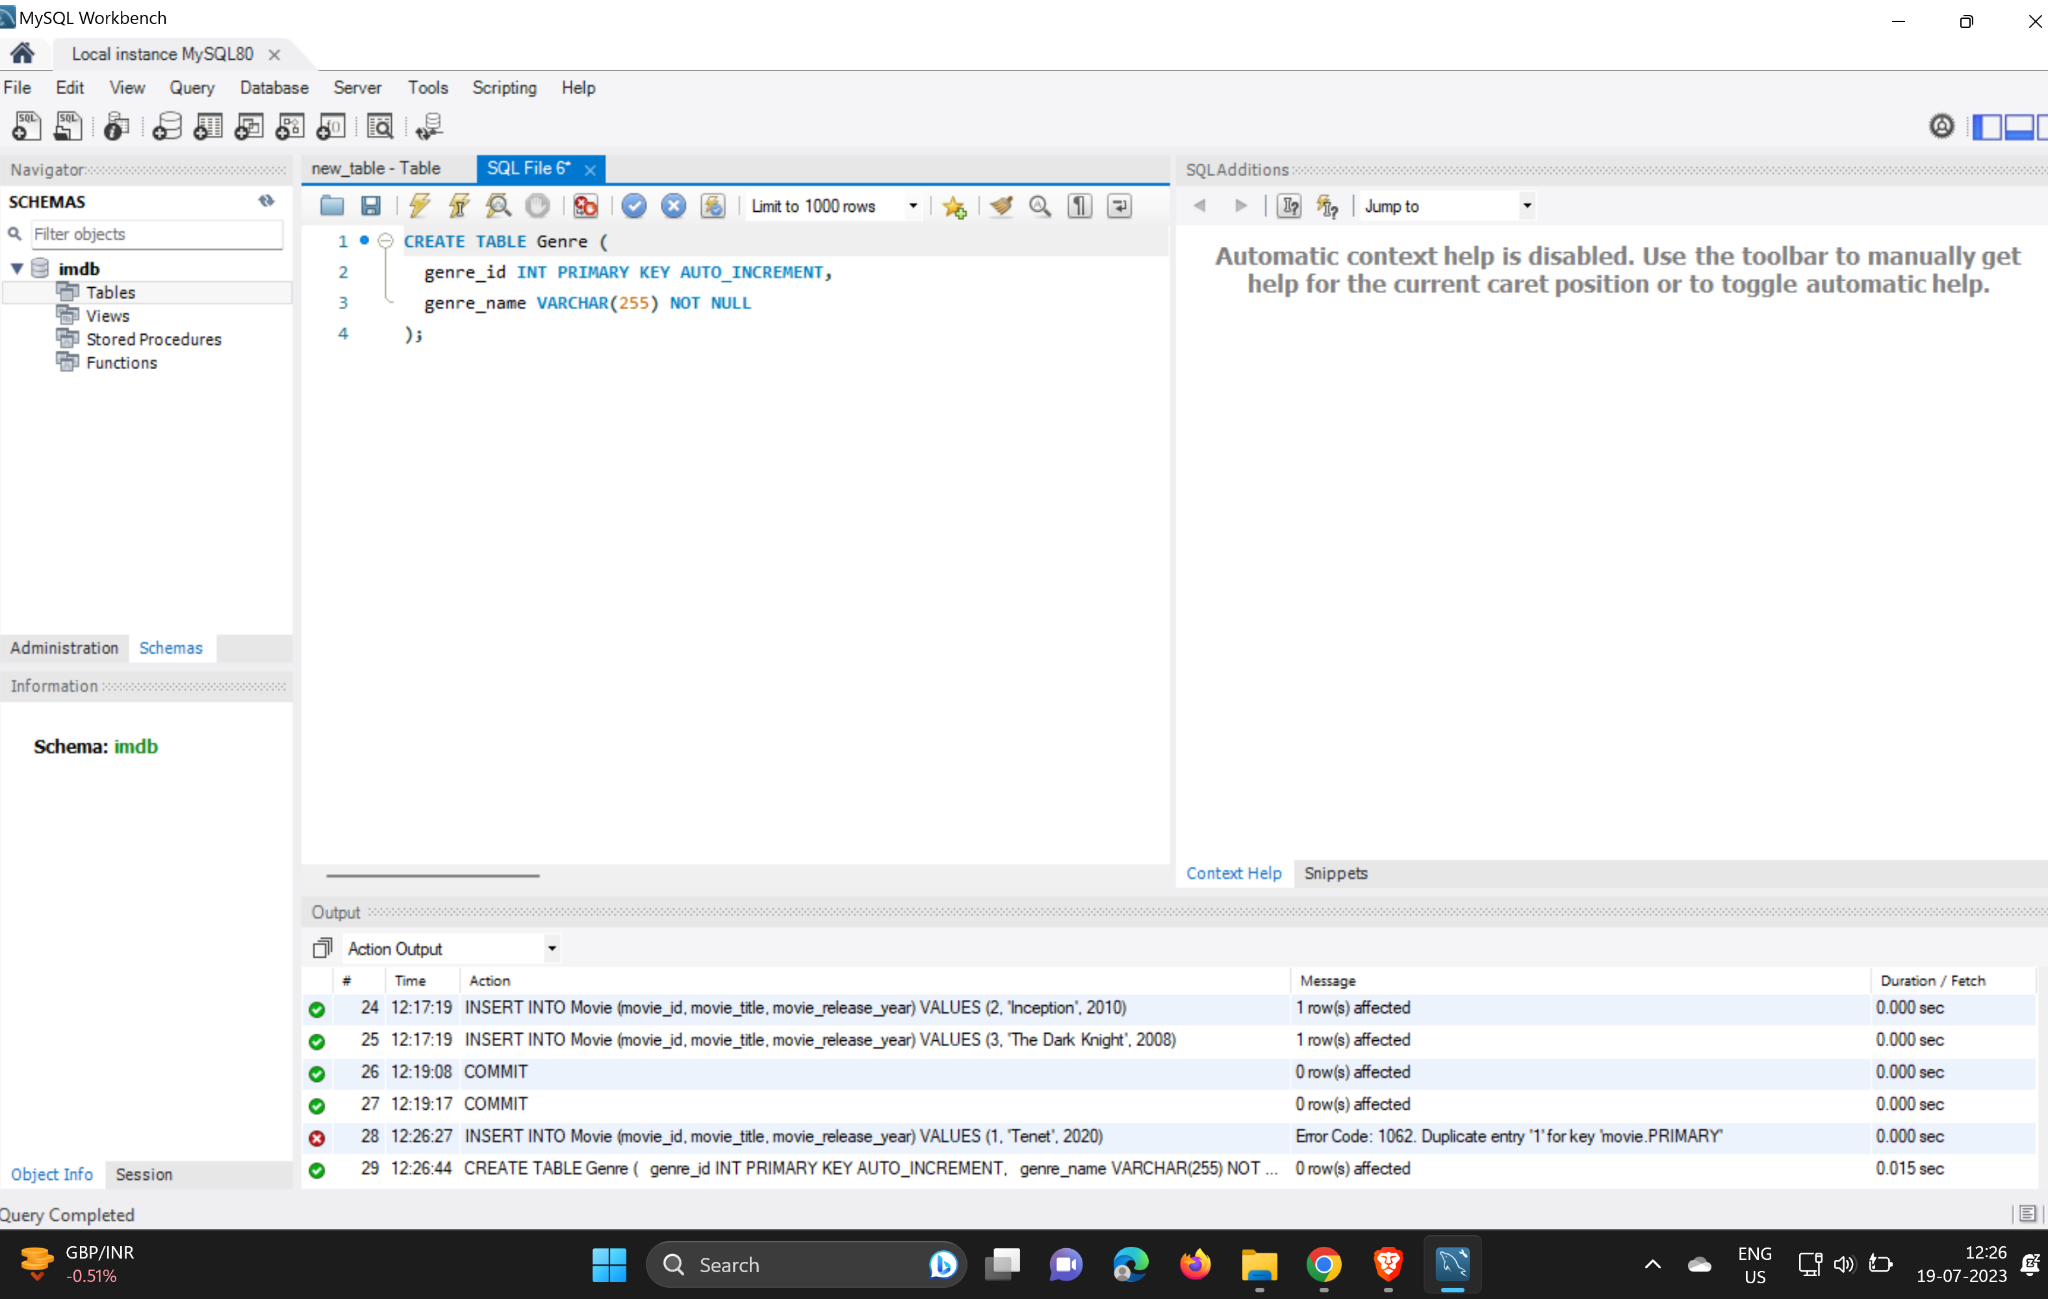 MySQL Workbench
Local instance MySQL80
File Edit View Query Database Server Tools Scripting Help
Navigator
SCHEMAS
Filter objects
imdb
Tables
Views
Stored Procedures
Functions
Administration Schemas
Information
Schema: imdb
Object Info Session
new_table - Table SQL File 6*
Limit to 1000 rows
1 CREATE TABLE Genre (
2 genre_id INT PRIMARY KEY AUTO_INCREMENT,
3 genre_name VARCHAR(255) NOT NULL
4 );
SQLAdditions
Jump to
Automatic context help is disabled. Use the toolbar to manually get
help for the current caret position or to toggle automatic help.
Context Help Snippets
Output
Action Output
# Time Action Message Duration / Fetch
24 12:17:19 INSERT INTO Movie (movie_id, movie_title, movie_release_year) VALUES (2, 'Inception', 2010) 1 row(s) affected 0.000 sec
25 12:17:19 INSERT INTO Movie (movie_id, movie_title, movie_release_year) VALUES (3, 'The Dark Knight', 2008) 1 row(s) affected 0.000 sec
26 12:19:08 COMMIT 0 row(s) affected 0.000 sec
27 12:19:17 COMMIT 0 row(s) affected 0.000 sec
28 12:26:27 INSERT INTO Movie (movie_id, movie_title, movie_release_year) VALUES (1, 'Tenet', 2020) Error Code: 1062. Duplicate entry '1' for key 'movie.PRIMARY' 0.000 sec
29 12:26:44 CREATE TABLE Genre ( genre_id INT PRIMARY KEY AUTO_INCREMENT, genre_name VARCHAR(255) NOT ... 0 row(s) affected 0.015 sec
Query Completed
GBP/INR
-0.51%
Search
ENG
US
12:26
19-07-2023